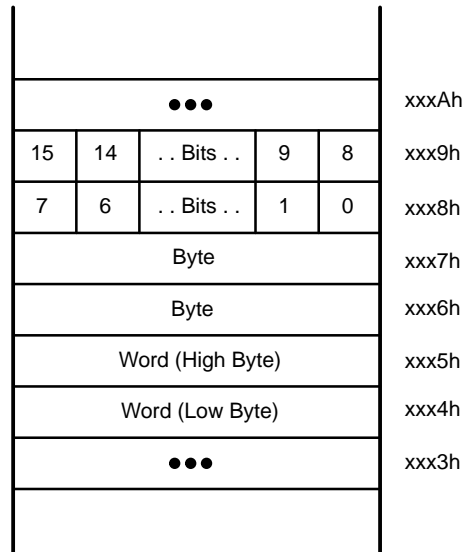 ●●● xxxAh
15 14 . . Bits . . 9 8 xxx9h
7 6 . . Bits . . 1 0 xxx8h
Byte xxx7h
Byte xxx6h
Word (High Byte) xxx5h
Word (Low Byte) xxx4h
●●● xxx3h